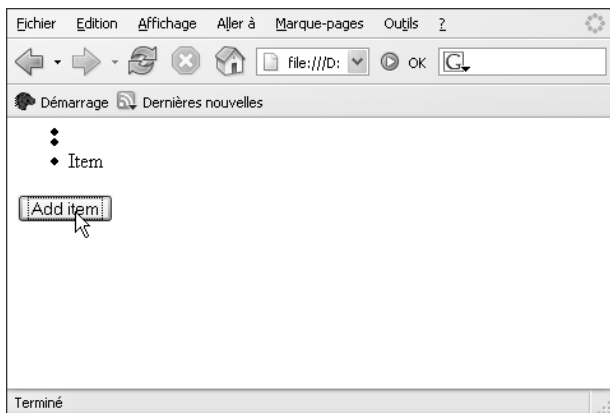 Fichier Edition Affichage Aller à Marque-pages Outils ?
file:///D: OK G
Démarrage Dernières nouvelles
Item
Add item
Terminé